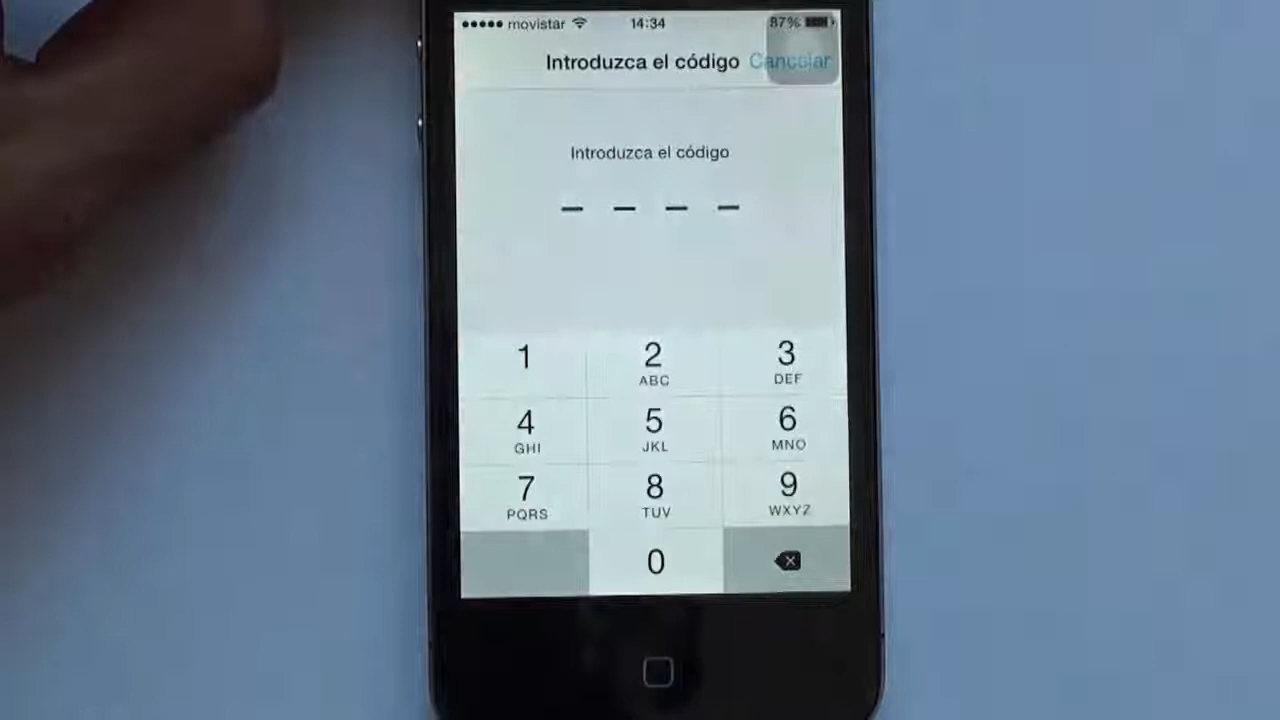 movistar 14:34 87%
Introduzca el código Cancelar
Introduzca el código
1 2 3
ABC DEF
4 5 6
GHI JKL MNO
7 8 9
PQRS TUV WXYZ
0